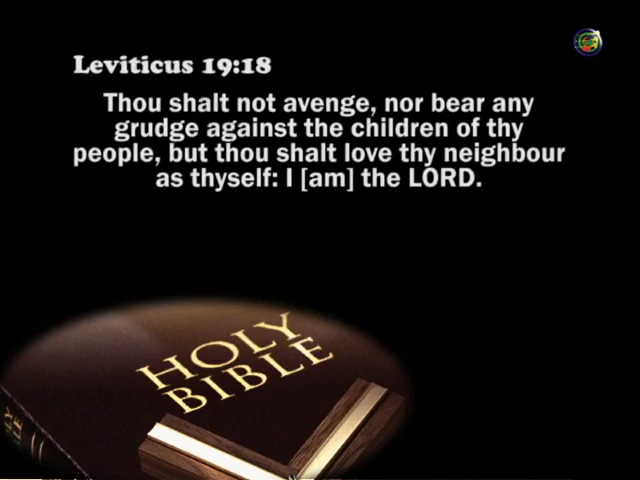 Leviticus 19:18
Thou shalt not avenge, nor bear any
grudge against the children of thy
people, but thou shalt love thy neighbour
as thyself: I [am] the LORD.
HOLY
BIBLE